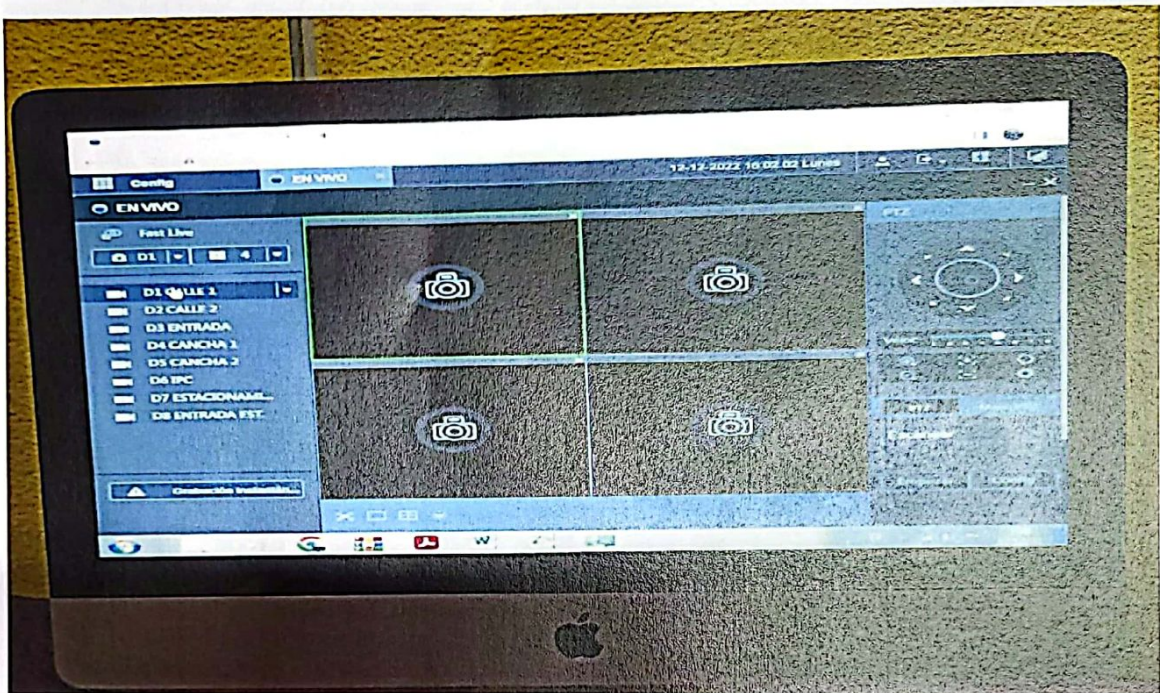 12-12-2022 16:02:02 Lunes
Config
EN VIVO
EN VIVO
Fast Live
D1
4
D1 CALLE 1
D2 CALLE 2
D3 ENTRADA
D4 CANCHA 1
D5 CANCHA 2
D6 IPC
D7 ESTACIONAMI...
D8 ENTRADA EST.
PTZ
W